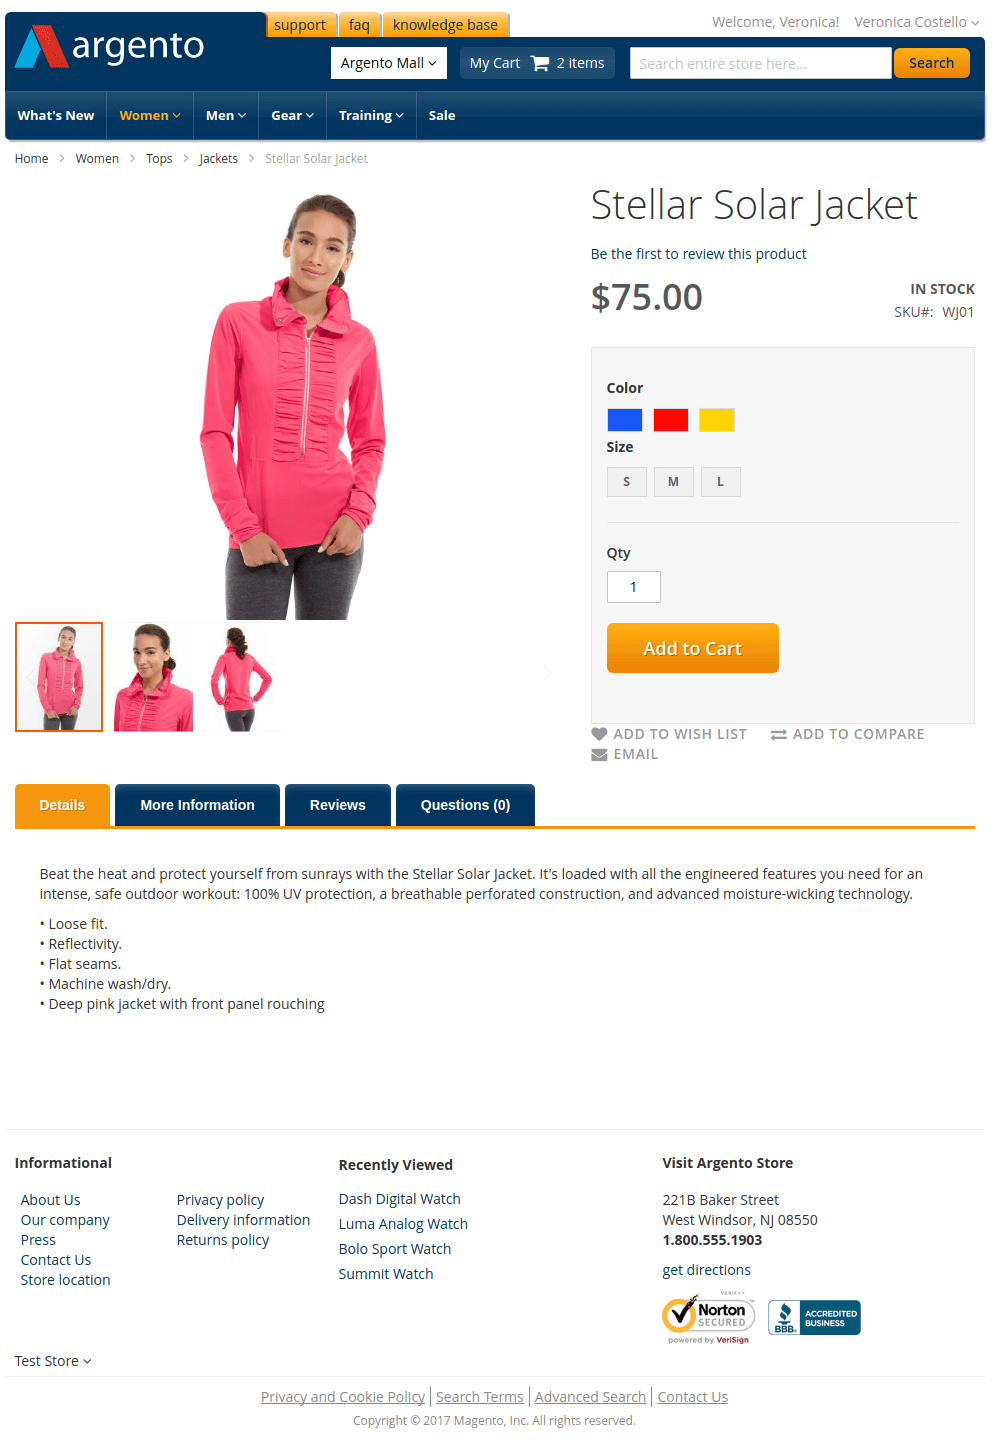 support faq knowledge base
Welcome, Veronica! Veronica Costello
argento
Argento Mall
My Cart 2 items
Search entire store here...
Search
What's New Women Men Gear Training Sale
Home Women Tops Jackets Stellar Solar Jacket
Stellar Solar Jacket
Be the first to review this product
$75.00
IN STOCK
SKU#: WJ01
Color
Size
S M L
Qty
1
Add to Cart
ADD TO WISH LIST ADD TO COMPARE
EMAIL
Details More Information Reviews Questions (0)
Beat the heat and protect yourself from sunrays with the Stellar Solar Jacket. It's loaded with all the engineered features you need for an
intense, safe outdoor workout: 100% UV protection, a breathable perforated construction, and advanced moisture-wicking technology.
• Loose fit.
• Reflectivity.
• Flat seams.
• Machine wash/dry.
• Deep pink jacket with front panel rouching
Informational
About Us
Our company
Press
Contact Us
Store location
Privacy policy
Delivery information
Returns policy
Recently Viewed
Dash Digital Watch
Luma Analog Watch
Bolo Sport Watch
Summit Watch
Visit Argento Store
221B Baker Street
West Windsor, NJ 08550
1.800.555.1903
get directions
VERIFY▸
Norton
SECURED
powered by VeriSign
BBB.
ACCREDITED
BUSINESS
Test Store
Privacy and Cookie Policy Search Terms Advanced Search Contact Us
Copyright © 2017 Magento, Inc. All rights reserved.